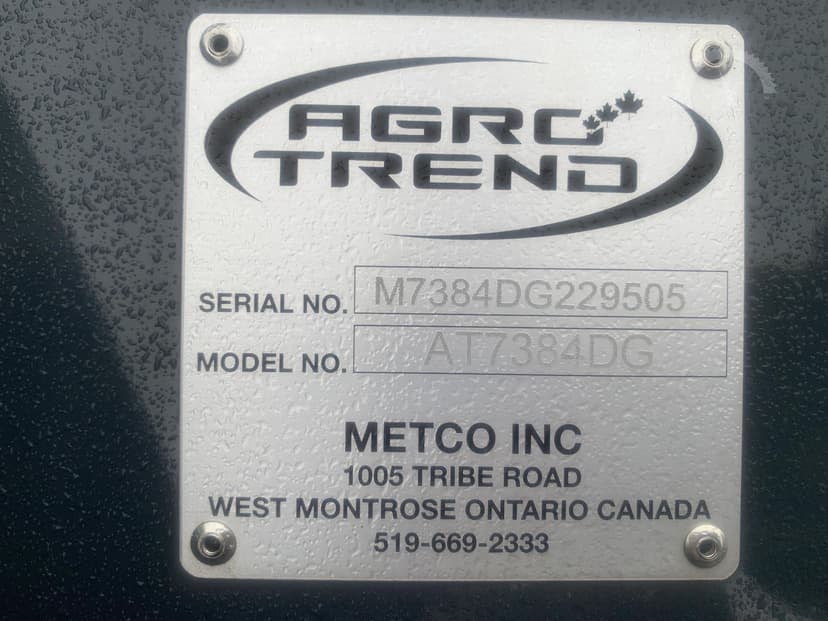 AGRO
TREND
SERIAL NO. M7384DG229505
MODEL NO. AT7384DG
METCO INC
1005 TRIBE ROAD
WEST MONTROSE ONTARIO CANADA
519-669-2333